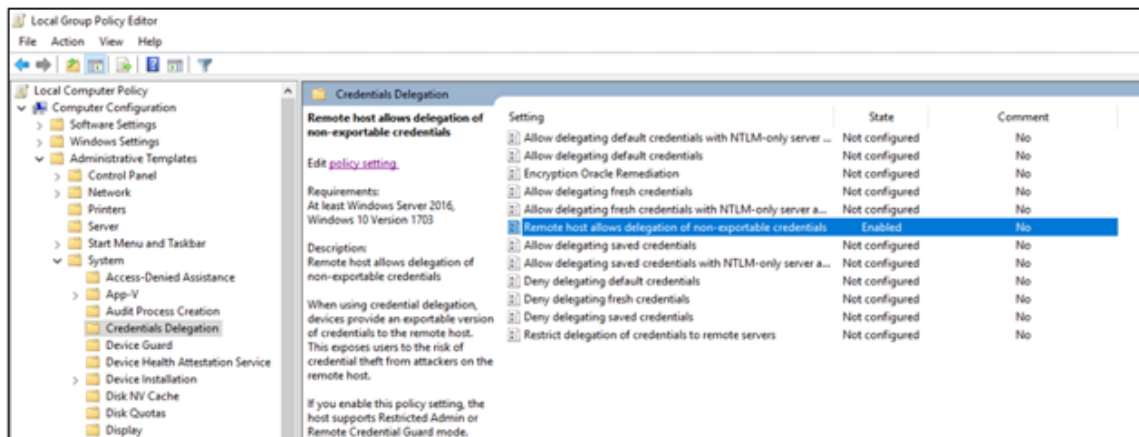 Local Group Policy Editor
File Action View Help
Local Computer Policy
Computer Configuration
Software Settings
Windows Settings
Administrative Templates
Control Panel
Network
Printers
Server
Start Menu and Taskbar
System
Access-Denied Assistance
App-V
Audit Process Creation
Credentials Delegation
Device Guard
Device Health Attestation Service
Device Installation
Disk NV Cache
Disk Quotas
Display
Credentials Delegation
Remote host allows delegation of
non-exportable credentials
Edit policy setting
Requirements:
At least Windows Server 2016,
Windows 10 Version 1703
Description:
Remote host allows delegation of
non-exportable credentials
When using credential delegation,
devices provide an exportable version
of credentials to the remote host.
This exposes users to the risk of
credential theft from attackers on the
remote host.
If you enable this policy setting, the
host supports Restricted Admin or
Remote Credential Guard mode.
Setting State Comment
Allow delegating default credentials with NTLM-only server ... Not configured No
Allow delegating default credentials Not configured No
Encryption Oracle Remediation Not configured No
Allow delegating fresh credentials Not configured No
Allow delegating fresh credentials with NTLM-only server a... Not configured No
Remote host allows delegation of non-exportable credentials Enabled No
Allow delegating saved credentials Not configured No
Allow delegating saved credentials with NTLM-only server a... Not configured No
Deny delegating default credentials Not configured No
Deny delegating fresh credentials Not configured No
Deny delegating saved credentials Not configured No
Restrict delegation of credentials to remote servers Not configured No